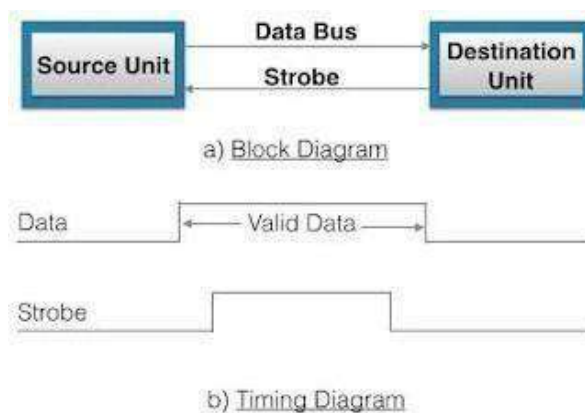 Data Bus
Source Unit
Strobe
Destination
Unit
a) Block Diagram
Data
Valid Data
Strobe
b) Timing Diagram